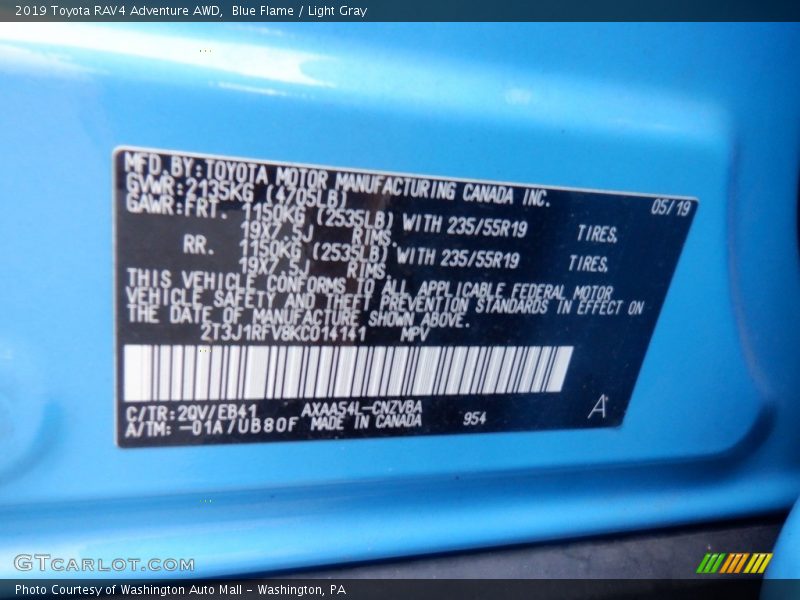 2019 Toyota RAV4 Adventure AWD,  Blue Flame / Light Gray
MFD.BY:TOYOTA MOTOR MANUFACTURING CANADA INC.
GVWR:2135KG (4705LB) 05/19
GAWR:FRT. 1150KG (2535LB) WITH 235/55R19 TIRES,
19X7.5J RIMS.
RR. 1150KG (2535LB) WITH 235/55R19 TIRES,
19X7.5J RIMS.
THIS VEHICLE CONFORMS TO ALL APPLICABLE FEDERAL MOTOR
VEHICLE SAFETY AND THEFT PREVENTION STANDARDS IN EFFECT ON
THE DATE OF MANUFACTURE SHOWN ABOVE.
2T3J1RFV8KC014141 MPV
C/TR:2QV/EB41 AXAA54L-CNZVBA
A/TM: -01A/UB80F MADE IN CANADA 954 A
GTCARLOT.COM
Photo Courtesy of Washington Auto Mall - Washington, PA